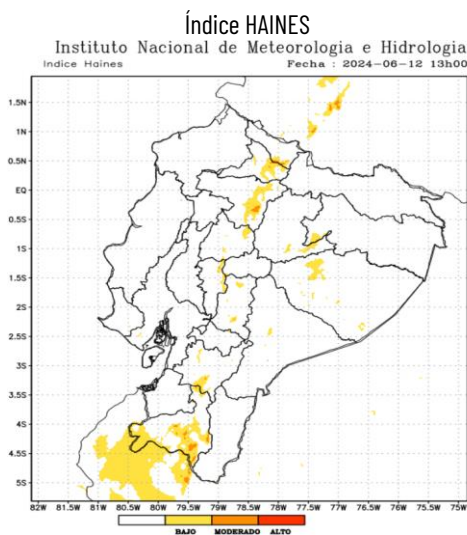 Índice HAINES
Instituto Nacional de Meteorologia e Hidrologia
Indice Haines Fecha : 2024-06-12 13h00
1.5N
1N
0.5N
EQ
0.5S
1S
1.5S
2S
2.5S
3S
3.5S
4S
4.5S
5S
82W 81.5W 81W 80.5W 80W 79.5W 79W 78.5W 78W 77.5W 77W 76.5W 76W 75.5W 75W
BAJO MODERADO ALTO